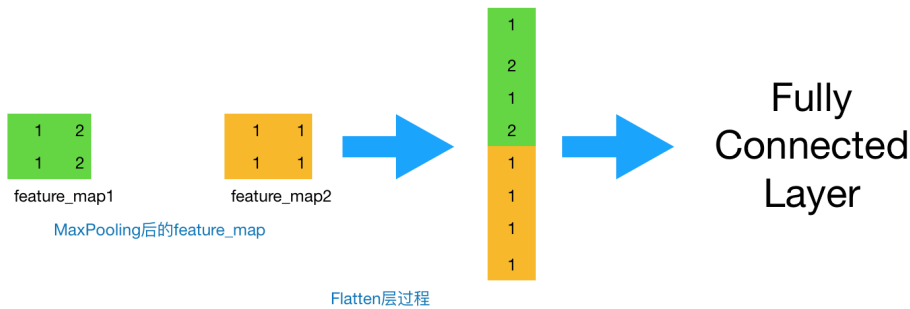 1 2
1 2
feature_map1
1 1
1 1
feature_map2
MaxPooling后的feature_map
1
2
1
2
1
1
1
1
Flatten层过程
Fully
Connected
Layer